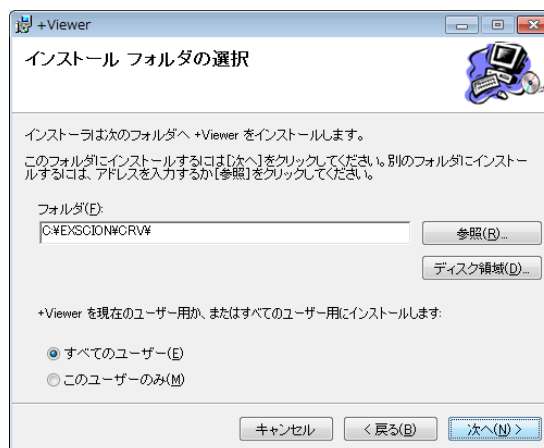 +Viewer
インストール フォルダの選択
インストーラは次のフォルダへ +Viewer をインストールします。
このフォルダにインストールするには[次へ]をクリックしてください。別のフォルダにインストー
ルするには、アドレスを入力するか[参照]をクリックしてください。
フォルダ(F):
C:¥EXSCION¥CRV¥
参照(R)...
ディスク領域(D)...
+Viewer を現在のユーザー用か、またはすべてのユーザー用にインストールします:
すべてのユーザー(E)
このユーザーのみ(M)
キャンセル
< 戻る(B)
次へ(N) >